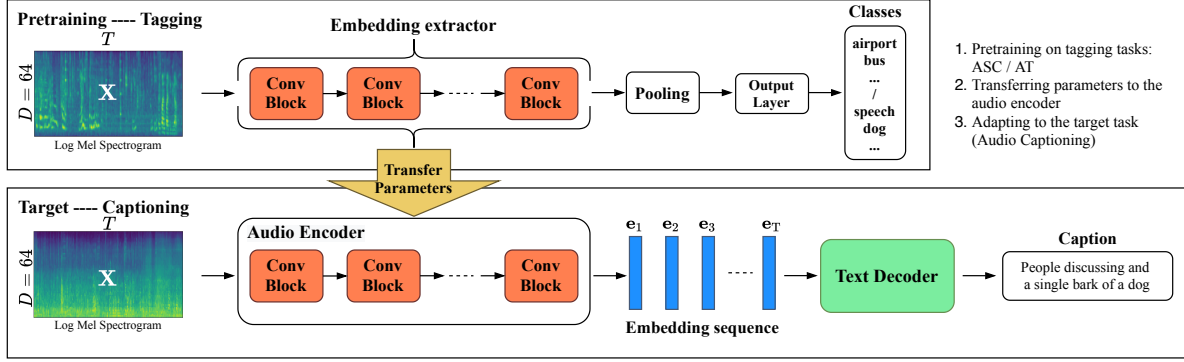 Pretraining ---- Tagging
T
D = 64
X
Log Mel Spectrogram
Embedding extractor
Conv
Block
Conv
Block
Conv
Block
Pooling
Output
Layer
Classes
airport
bus
...
/
speech
dog
...
1. Pretraining on tagging tasks:
ASC / AT
2. Transferring parameters to the
audio encoder
3. Adapting to the target task
(Audio Captioning)
Transfer
Parameters
Target ---- Captioning
T
D = 64
X
Log Mel Spectrogram
Audio Encoder
Conv
Block
Conv
Block
Conv
Block
e1
e2
e3
eT
Embedding sequence
Text Decoder
Caption
People discussing and
a single bark of a dog